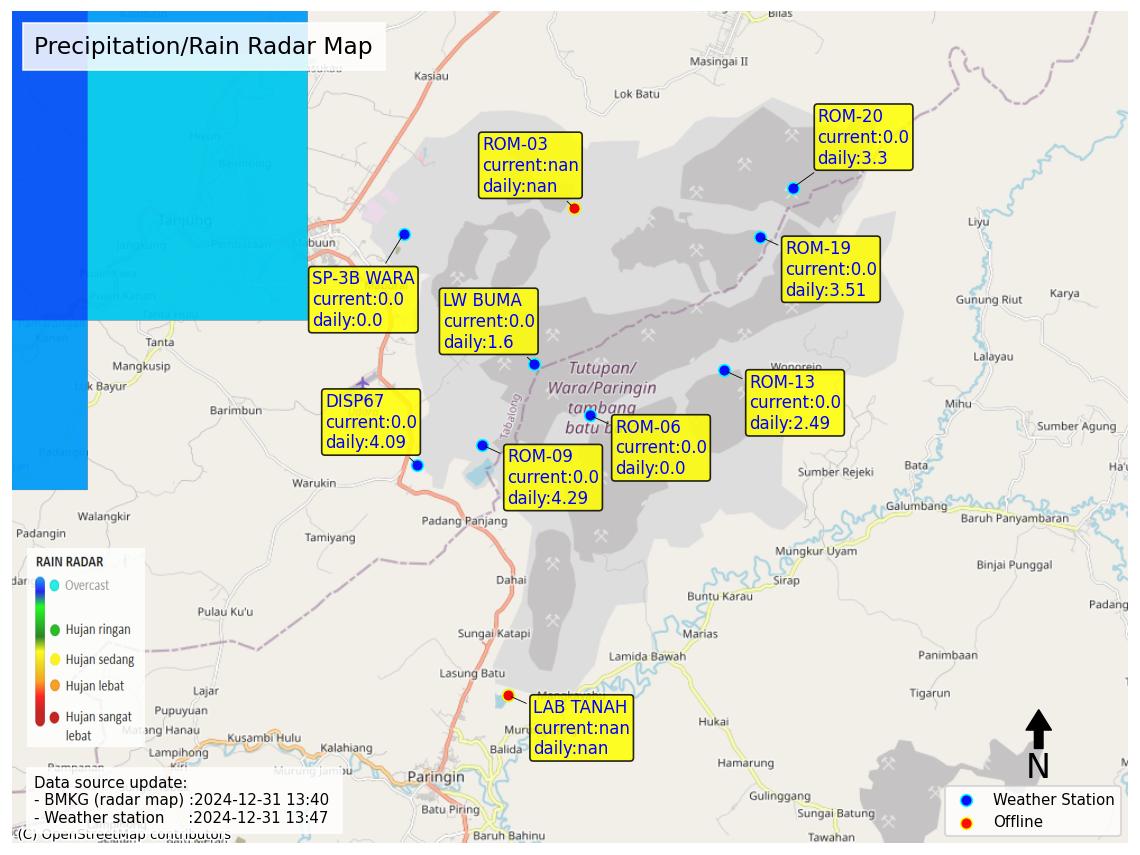 Precipitation/Rain Radar Map
Bilas
Masingai II
Kasiau
Lok Batu
ROM-20
current:0.0
daily:3.3
ROM-03
current:nan
daily:nan
Tanjung
Liyu
Mabuun
ROM-19
current:0.0
daily:3.51
SP-3B WARA
current:0.0
daily:0.0
LW BUMA
current:0.0
daily:1.6
Karya
Gunung Riut
Tanta Hulu
Tanta
Mangkusip
Lok Bayur
Lalayau
Wonorejo
Tutupan/
Wara/Paringin
tambang
batu b
Tabalong
ROM-13
current:0.0
daily:2.49
DISP67
current:0.0
daily:4.09
Barimbun
Mihu
ROM-06
current:0.0
daily:0.0
Sumber Agung
ROM-09
current:0.0
daily:4.29
Bata
Sumber Rejeki
Warukin
Galumbang
Baruh Panyambaran
Walangkir
Padangin
Padang Panjang
Tamiyang
Mungkur Uyam
Binjai Punggal
RAIN RADAR
Overcast
Hujan ringan
Hujan sedang
Hujan lebat
Hujan sangat
lebat
Dahai
Sirap
Buntu Karau
Padang
Pulau Ku'u
Sungai Katapi
Marias
Lamida Bawah
Panimbaan
Lasung Batu
Lajar
Tigarun
Pupuyuan
LAB TANAH
current:nan
daily:nan
Hukai
Matang Hanau
Kusambi Hulu
Kalahiang
Lampihong
Balida
Hamarung
Murung Jambu
Paringin
N
Data source update:
- BMKG (radar map) :2024-12-31 13:40
- Weather station :2024-12-31 13:47
Gulinggang
Batu Piring
Sungai Batung
Weather Station
Offline
(C) OpenStreetMap contributors
Baruh Bahinu
Tawahan